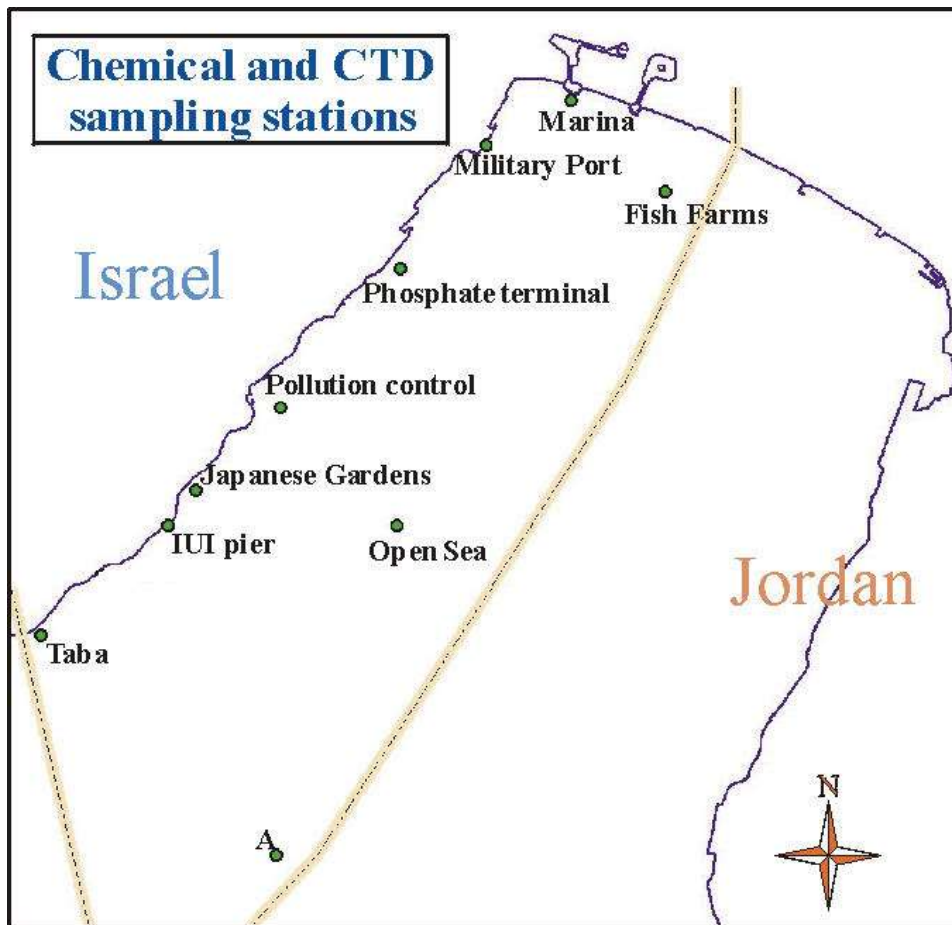 Chemical and CTD
sampling stations
Marina
Military Port
Fish Farms
Israel
Phosphate terminal
Pollution control
Japanese Gardens
IUI pier
Open Sea
Jordan
Taba
N
A